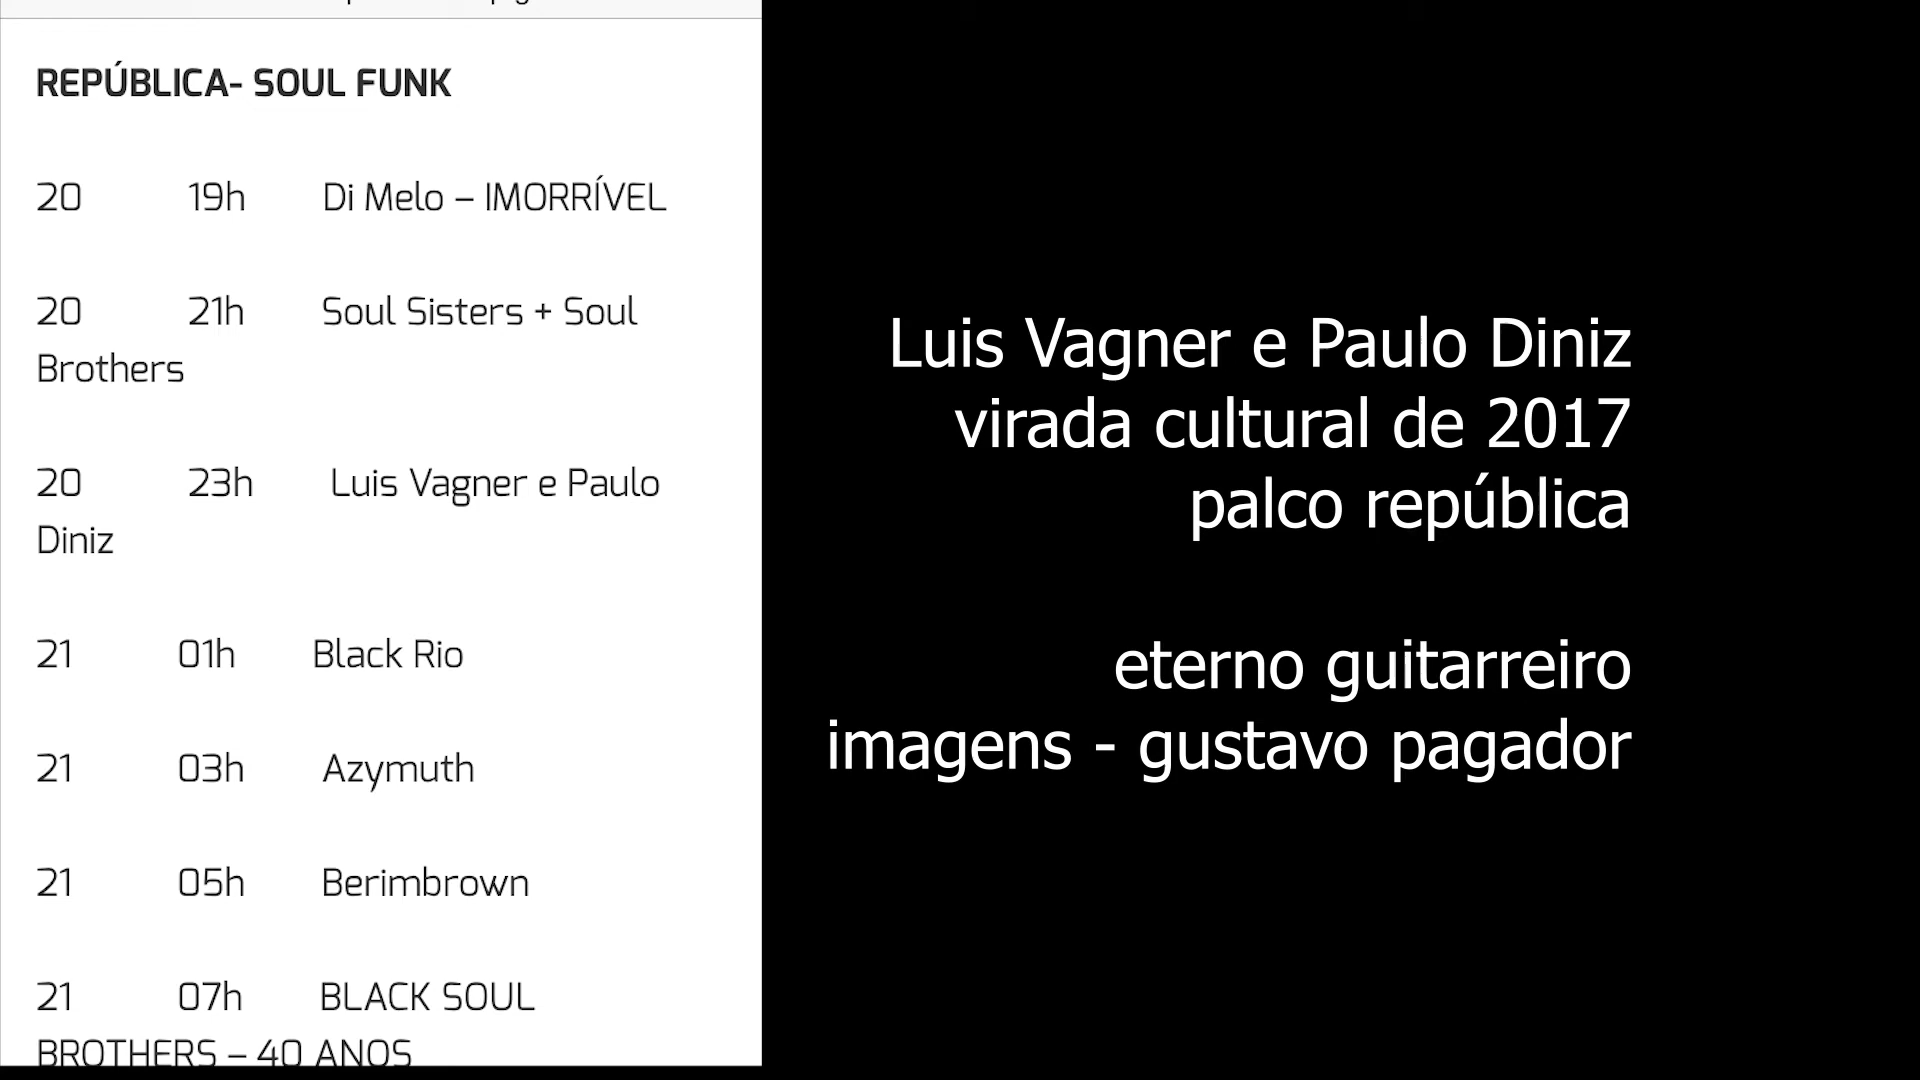 REPÚBLICA- SOUL FUNK
20 19h Di Melo – IMORRÍVEL
20 21h Soul Sisters + Soul
Brothers
20 23h Luis Vagner e Paulo
Diniz
21 01h Black Rio
21 03h Azymuth
21 05h Berimbrown
21 07h BLACK SOUL
BROTHERS – 40 ANOS
Luis Vagner e Paulo Diniz
virada cultural de 2017
palco república
eterno guitarreiro
imagens - gustavo pagador